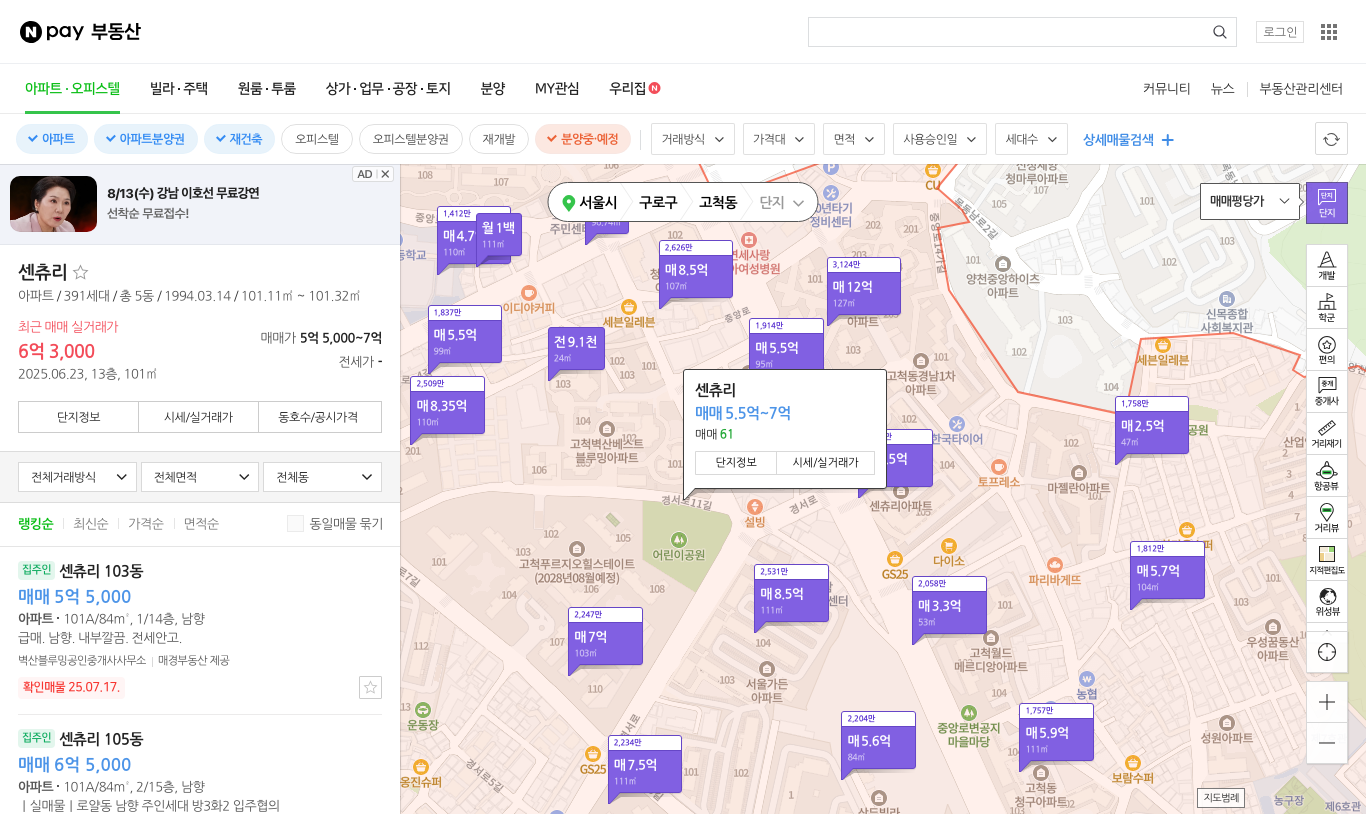 N pay 부동산
로그인
아파트·오피스텔 빌라·주택 원룸·투룸 상가·업무·공장·토지 분양 MY관심 우리집 N
커뮤니티 뉴스 부동산관리센터
아파트 아파트분양권 재건축 오피스텔 오피스텔분양권 재개발 분양중·예정
거래방식 가격대 면적 사용승인일 세대수 상세매물검색
AD
8/13(수) 강남 이호선 무료강연
선착순 무료접수!
센츄리
아파트 / 391세대 / 총 5동 / 1994.03.14 / 101.11㎡ ~ 101.32㎡
최근 매매 실거래가
6억 3,000
2025.06.23, 13층, 101㎡
매매가 5억 5,000~7억
전세가 -
단지정보 시세/실거래가 동호수/공시가격
전체거래방식 전체면적 전체동
랭킹순 최신순 가격순 면적순 동일매물 묶기
집주인 센츄리 103동
매매 5억 5,000
아파트 · 101A/84㎡, 1/14층, 남향
급매. 남향. 내부깔끔. 전세안고.
벽산블루밍공인중개사사무소 매경부동산 제공
확인매물 25.07.17.
집주인 센츄리 105동
매매 6억 5,000
아파트 · 101A/84㎡, 2/15층, 남향
ㅣ실매물ㅣ로얄동 남향 주인세대 방3화2 입주협의
서울시 구로구 고척동 단지
매매평당가
단지
단지
개발
학군
편의
중개
중개사
거리재기
항공뷰
거리뷰
지적편집도
위성뷰
지도범례
센츄리
매매 5.5억~7억
매매 61
단지정보 시세/실거래가
1,412만
매4.7
110㎡
월1백
111㎡
2,626만
매8.5억
107㎡
3,124만
매12억
127㎡
1,837만
매5.5억
99㎡
전9.1천
24㎡
1,914만
매5.5억
95㎡
2,509만
매8.35억
110㎡
1,758만
매2.5억
47㎡
1,812만
매5.7억
104㎡
2,531만
매8.5억
111㎡
2,058만
매3.3억
53㎡
2,247만
매7억
103㎡
2,204만
매5.6억
84㎡
1,757만
매5.9억
111㎡
2,234만
매7.5억
111㎡
CU
청마루아파트
목동남로2길
중앙로14가길
양천중앙하이츠
아파트
신목종합
사회복지관
세븐일레븐
이디야커피
세븐일레븐
중앙로
정비센터
고척동경남1차
아파트
한국타이어
토프레소
마젤란아파트
고척벽산베스트
블루밍아파트
경서로11길
경서로
설빙
센츄리아파트
어린이공원
고척푸르지오힐스테이트
(2028년08월예정)
GS25
다이소
파리바게뜨
고척월드
메르디앙아파트
우성꿈동산
아파트
서울가든
아파트
농협
운동장
경서로5길
GS25
웅진수퍼
중앙로변공지
마을마당
성원아파트
보람수퍼
고척동
청구아파트
농구장
제6호관